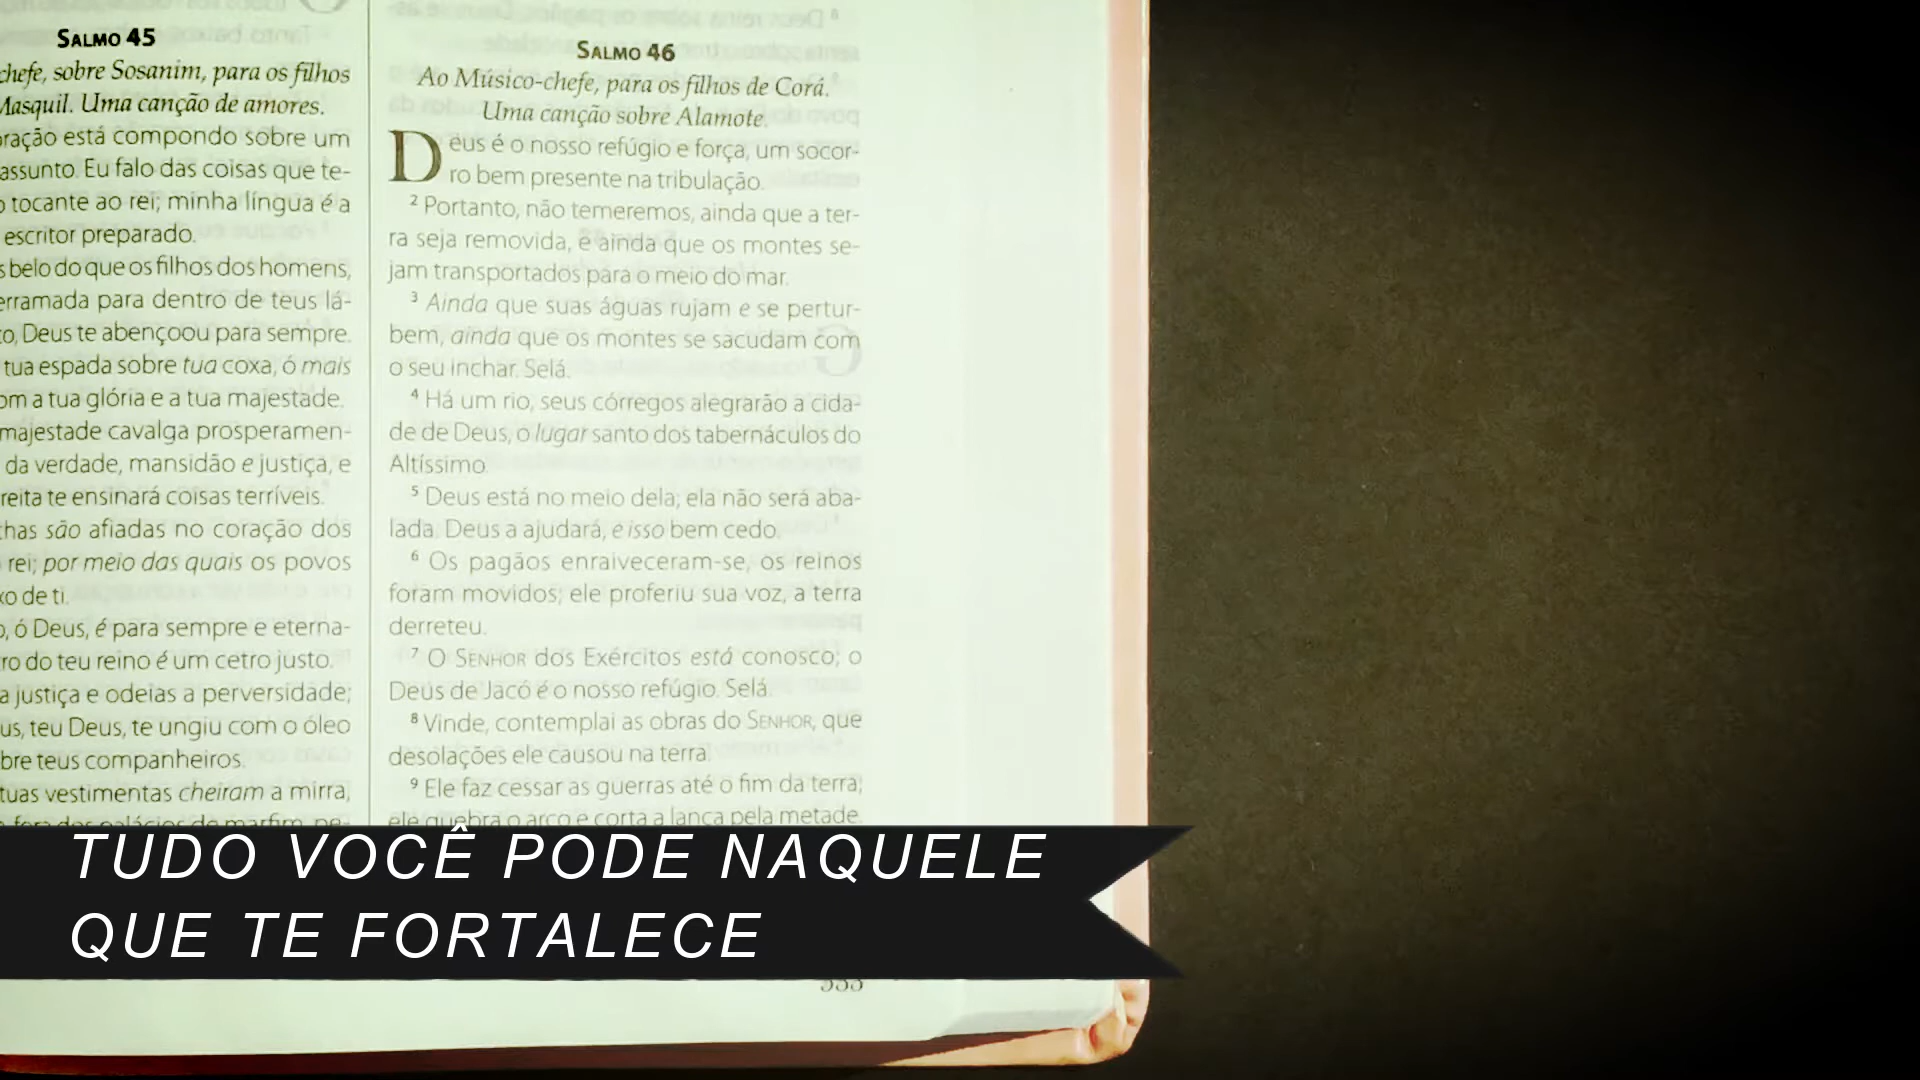 SALMO 45
chefe, sobre Sosanim, para os filhos
Masquil. Uma canção de amores.
oração está compondo sobre um
assunto. Eu falo das coisas que te-
o tocante ao rei; minha língua é a
escritor preparado.
s belo do que os filhos dos homens,
erramada para dentro de teus lá-
o, Deus te abençoou para sempre.
tua espada sobre tua coxa, ó mais
om a tua glória e a tua majestade.
majestade cavalga prosperamen-
da verdade, mansidão e justiça, e
reita te ensinará coisas terríveis.
has são afiadas no coração dos
rei; por meio das quais os povos
xo de ti.
o, ó Deus, é para sempre e eterna-
ro do teu reino é um cetro justo.
a justiça e odeias a perversidade;
us, teu Deus, te ungiu com o óleo
bre teus companheiros.
tuas vestimentas cheiram a mirra,
fora dos palácios de marfim, pe-
SALMO 46
Ao Músico-chefe, para os filhos de Corá.
Uma canção sobre Alamote.
Deus é o nosso refúgio e força, um socor-
ro bem presente na tribulação.
2 Portanto, não temeremos, ainda que a ter-
ra seja removida, e ainda que os montes se-
jam transportados para o meio do mar.
3 Ainda que suas águas rujam e se pertur-
bem, ainda que os montes se sacudam com
o seu inchar. Selá.
4 Há um rio, seus córregos alegrarão a cida-
de de Deus, o lugar santo dos tabernáculos do
Altíssimo.
5 Deus está no meio dela; ela não será aba-
lada. Deus a ajudará, e isso bem cedo.
6 Os pagãos enraiveceram-se, os reinos
foram movidos; ele proferiu sua voz, a terra
derreteu.
7 O SENHOR dos Exércitos está conosco; o
Deus de Jacó é o nosso refúgio. Selá.
8 Vinde, contemplai as obras do SENHOR, que
desolações ele causou na terra.
9 Ele faz cessar as guerras até o fim da terra;
ele quebra o arco e corta a lança pela metade.
TUDO VOCÊ PODE NAQUELE
QUE TE FORTALECE